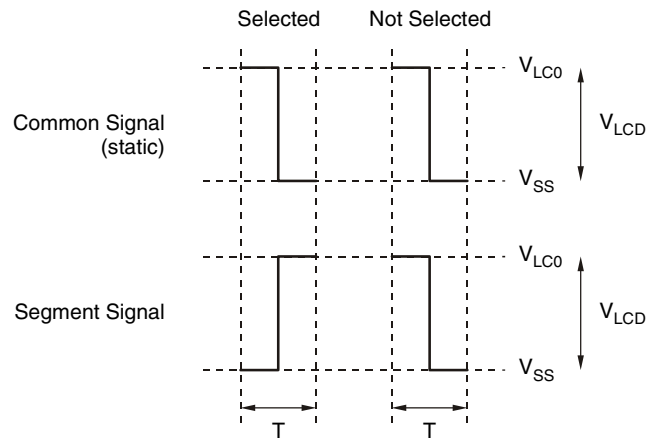 Selected Not Selected
V_LC0
Common Signal
(static)
V_LCD
V_SS
V_LC0
Segment Signal
V_LCD
V_SS
T T